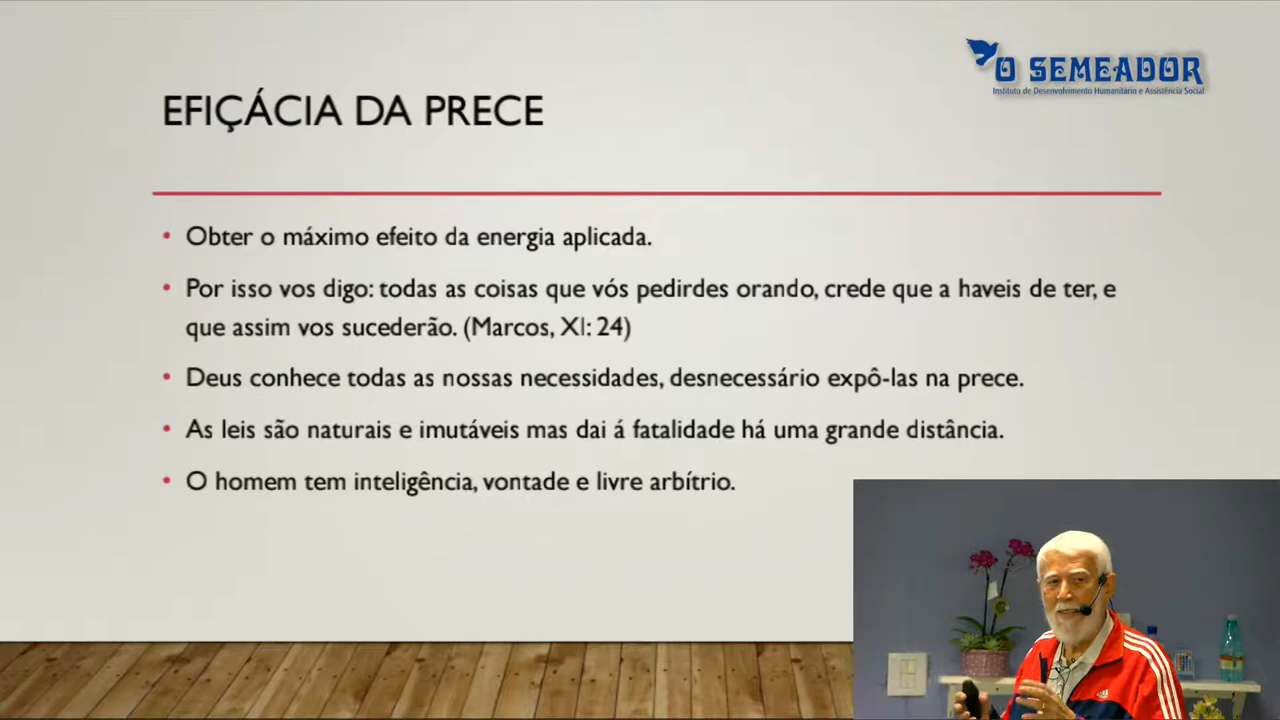 O SEMEADOR
Instituto de Desenvolvimento Humanitário e Assistência Social
EFIÇÁCIA DA PRECE
• Obter o máximo efeito da energia aplicada.
• Por isso vos digo: todas as coisas que vós pedirdes orando, crede que a haveis de ter, e
que assim vos sucederão. (Marcos, XI: 24)
• Deus conhece todas as nossas necessidades, desnecessário expô-las na prece.
• As leis são naturais e imutáveis mas dai á fatalidade há uma grande distância.
• O homem tem inteligência, vontade e livre arbítrio.
adidas